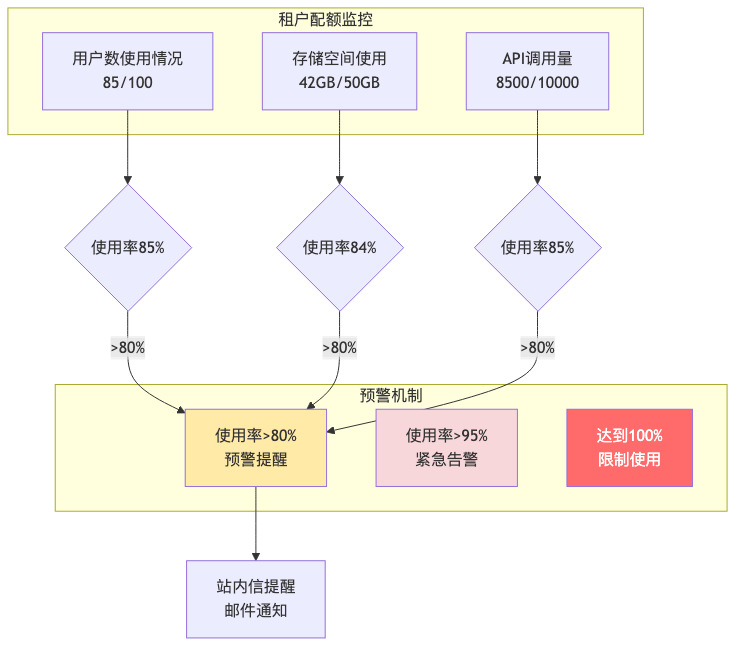 租户配额监控
用户数使用情况
85/100
存储空间使用
42GB/50GB
API调用量
8500/10000
使用率85%
使用率84%
使用率85%
>80%
>80%
>80%
预警机制
使用率>80%
预警提醒
使用率>95%
紧急告警
达到100%
限制使用
站内信提醒
邮件通知